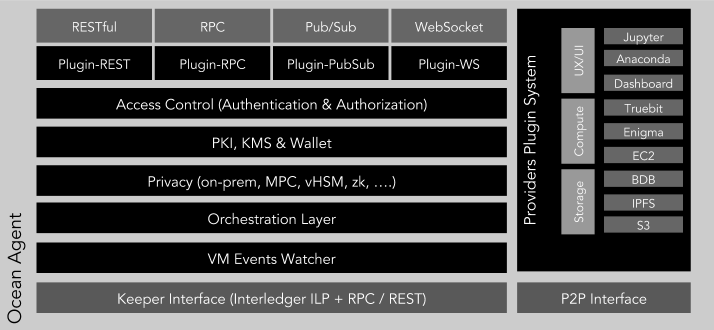 RESTful
RPC
Pub/Sub
WebSocket
Plugin-REST
Plugin-RPC
Plugin-PubSub
Plugin-WS
Access Control (Authentication & Authorization)
PKI, KMS & Wallet
Privacy (on-prem, MPC, vHSM, zk, ....)
Orchestration Layer
VM Events Watcher
Keeper Interface (Interledger ILP + RPC / REST)
Ocean Agent
Providers Plugin System
UX/UI
Jupyter
Anaconda
Dashboard
Compute
Truebit
Enigma
EC2
Storage
BDB
IPFS
S3
P2P Interface